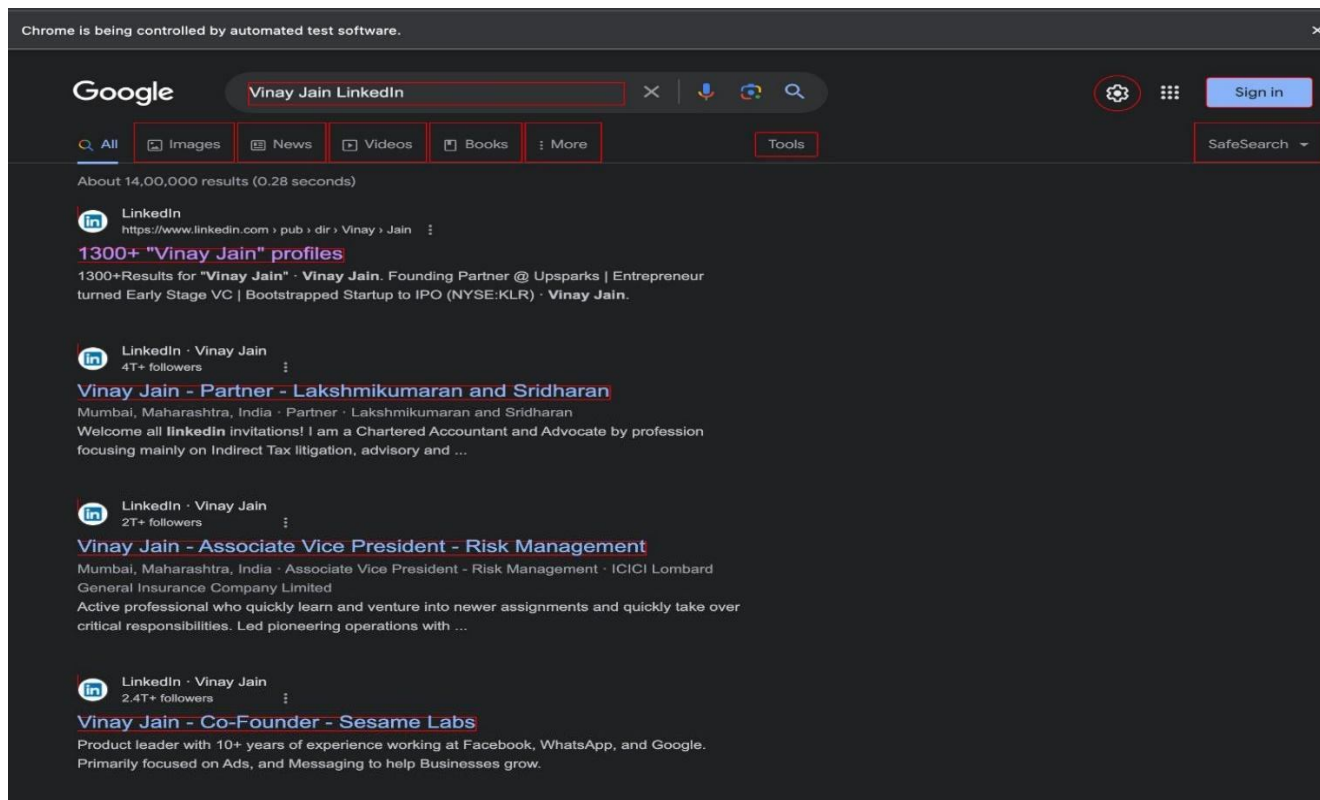 Chrome is being controlled by automated test software.
Google
Vinay Jain LinkedIn
Sign in
All Images News Videos Books More Tools SafeSearch
About 14,00,000 results (0.28 seconds)
LinkedIn
https://www.linkedin.com › pub › dir › Vinay › Jain
1300+ "Vinay Jain" profiles
1300+Results for "Vinay Jain" · Vinay Jain. Founding Partner @ Upsparks | Entrepreneur
turned Early Stage VC | Bootstrapped Startup to IPO (NYSE:KLR) · Vinay Jain.
LinkedIn · Vinay Jain
4T+ followers
Vinay Jain - Partner - Lakshmikumaran and Sridharan
Mumbai, Maharashtra, India · Partner · Lakshmikumaran and Sridharan
Welcome all linkedin invitations! I am a Chartered Accountant and Advocate by profession
focusing mainly on Indirect Tax litigation, advisory and ...
LinkedIn · Vinay Jain
2T+ followers
Vinay Jain - Associate Vice President - Risk Management
Mumbai, Maharashtra, India · Associate Vice President - Risk Management · ICICI Lombard
General Insurance Company Limited
Active professional who quickly learn and venture into newer assignments and quickly take over
critical responsibilities. Led pioneering operations with ...
LinkedIn · Vinay Jain
2.4T+ followers
Vinay Jain - Co-Founder - Sesame Labs
Product leader with 10+ years of experience working at Facebook, WhatsApp, and Google.
Primarily focused on Ads, and Messaging to help Businesses grow.